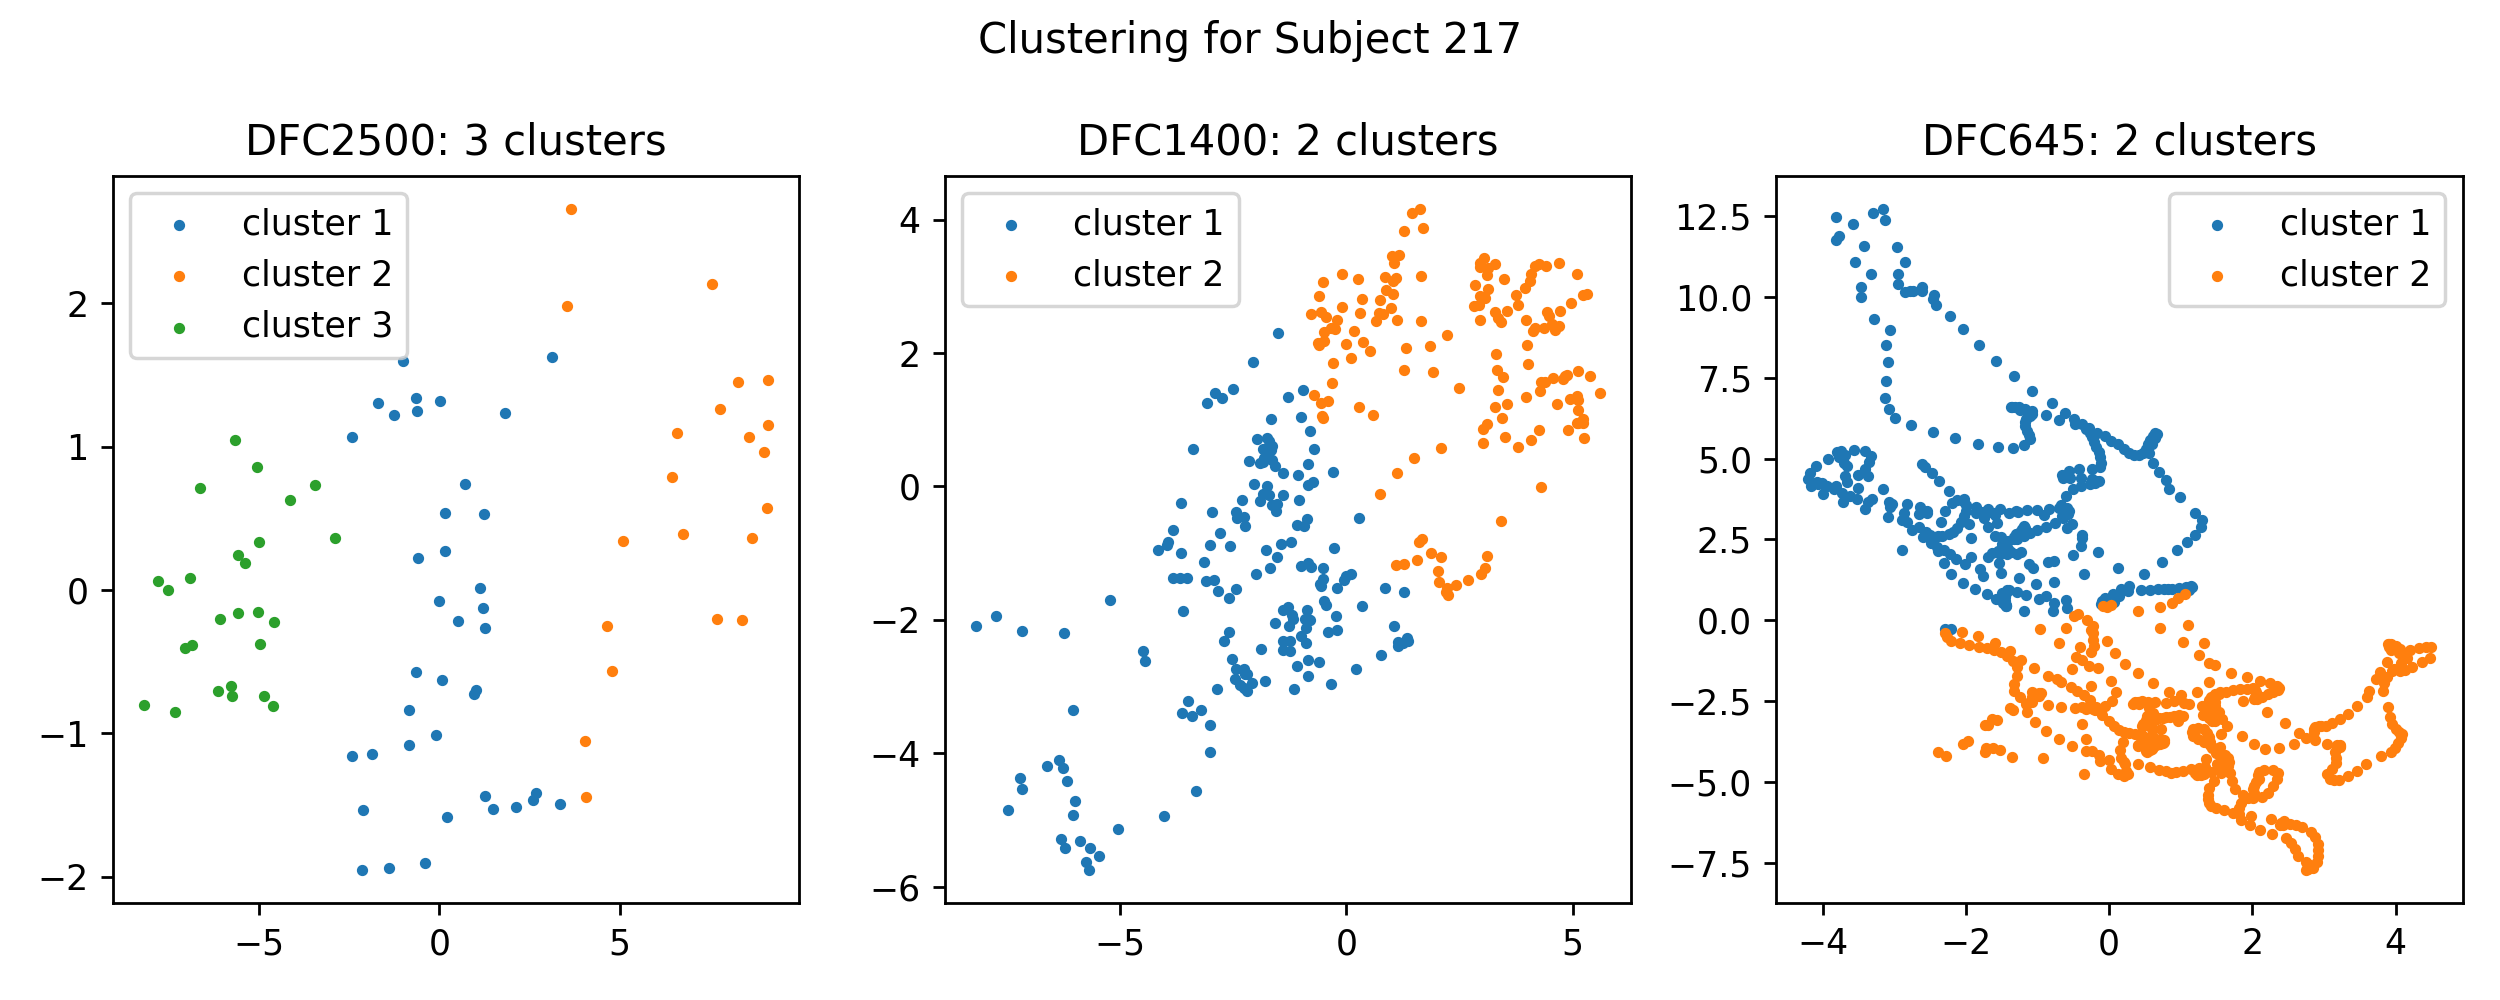 Clustering for Subject 217
DFC2500: 3 clusters
cluster 1
cluster 2
cluster 3
2
1
0
−1
−2
−5
0
5
DFC1400: 2 clusters
cluster 1
cluster 2
4
2
0
−2
−4
−6
−5
0
5
DFC645: 2 clusters
cluster 1
cluster 2
12.5
10.0
7.5
5.0
2.5
0.0
−2.5
−5.0
−7.5
−4
−2
0
2
4